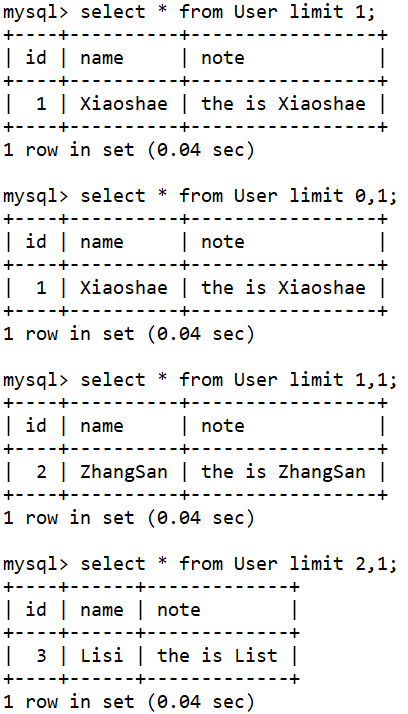 mysql> select * from User limit 1;
+----+----------+-----------------+
| id | name     | note            |
+----+----------+-----------------+
|  1 | Xiaoshae | the is Xiaoshae |
+----+----------+-----------------+
1 row in set (0.04 sec)

mysql> select * from User limit 0,1;
+----+----------+-----------------+
| id | name     | note            |
+----+----------+-----------------+
|  1 | Xiaoshae | the is Xiaoshae |
+----+----------+-----------------+
1 row in set (0.04 sec)

mysql> select * from User limit 1,1;
+----+----------+-----------------+
| id | name     | note            |
+----+----------+-----------------+
|  2 | ZhangSan | the is ZhangSan |
+----+----------+-----------------+
1 row in set (0.04 sec)

mysql> select * from User limit 2,1;
+----+------+-------------+
| id | name | note        |
+----+------+-------------+
|  3 | Lisi | the is List |
+----+------+-------------+
1 row in set (0.04 sec)